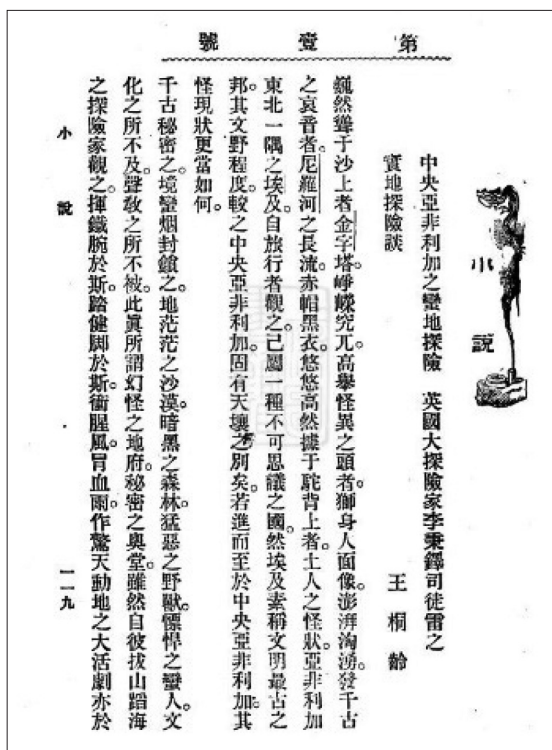 第壹號
小說
中央亞非利加之蠻地探險　英國大探險家李秉鐸司徒雷之
實地探險談
王桐齡
巍然聳于沙上者金字塔。崢嶸兀高舉怪異之頭者。獅身人面像。澎湃洶湧。發千古
之哀音者。尼羅河之長流。赤帽黑衣。悠悠高然據于駝背上者。土人之怪狀。亞非利加
東北一隅之埃及。自旅行者觀之。已屬一種不可思議之國。然埃及素稱文明最古之
邦。其文野程度。較之中央亞非利加。固有天壤之別矣。若進而至於中央亞非利加。其
怪現狀更當如何。
千古秘密之境。蠻烟封鎖之地。茫茫之沙漠。暗黑之森林。猛惡之野獸。慓悍之蠻人。文
化之所不及。聲敎之所不被。此眞所謂幻怪之地府。秘密之奧堂。雖然自彼拔山蹈海
之探險家觀之。揮鐵腕於斯。踏健脚於斯。衝腥風。冒血雨。作驚天動地之大活劇。亦於
小說
一一九